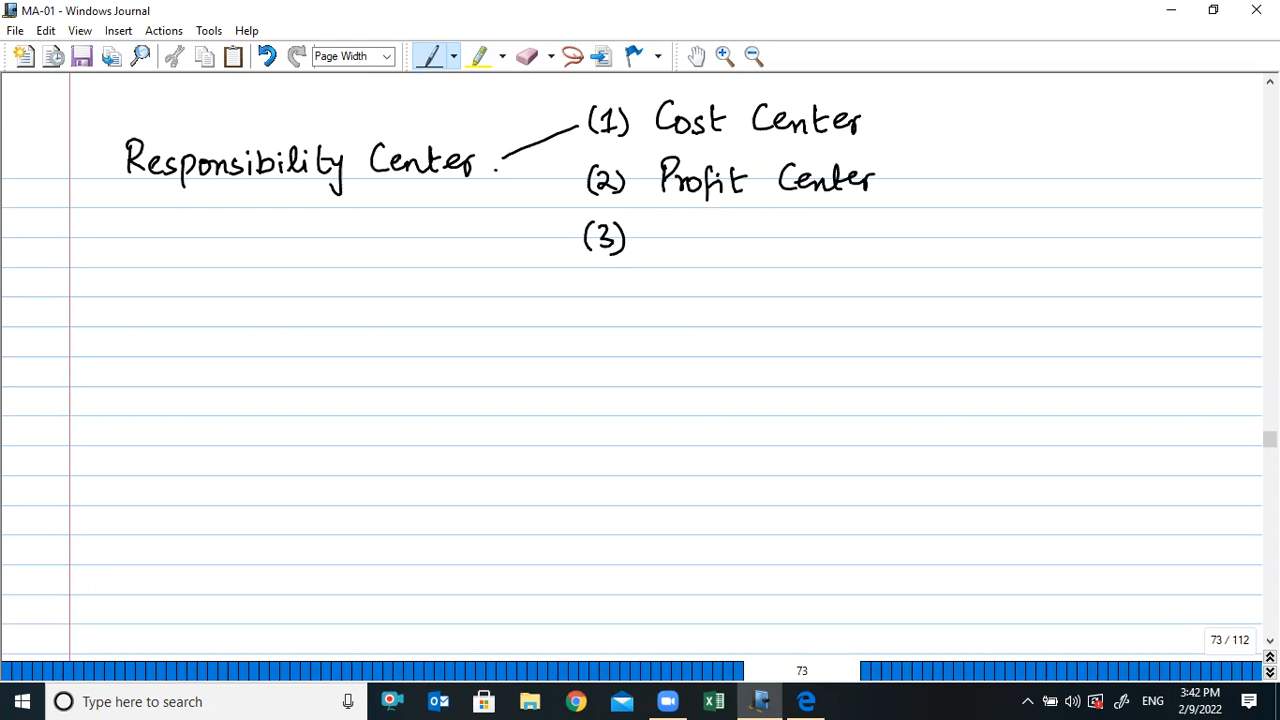 MA-01 - Windows Journal
File Edit View Insert Actions Tools Help
Page Width
(1) Cost Center
Responsibility Center .
(2) Profit Center
(3)
73 / 112
73
Type here to search
ENG
3:42 PM
2/9/2022